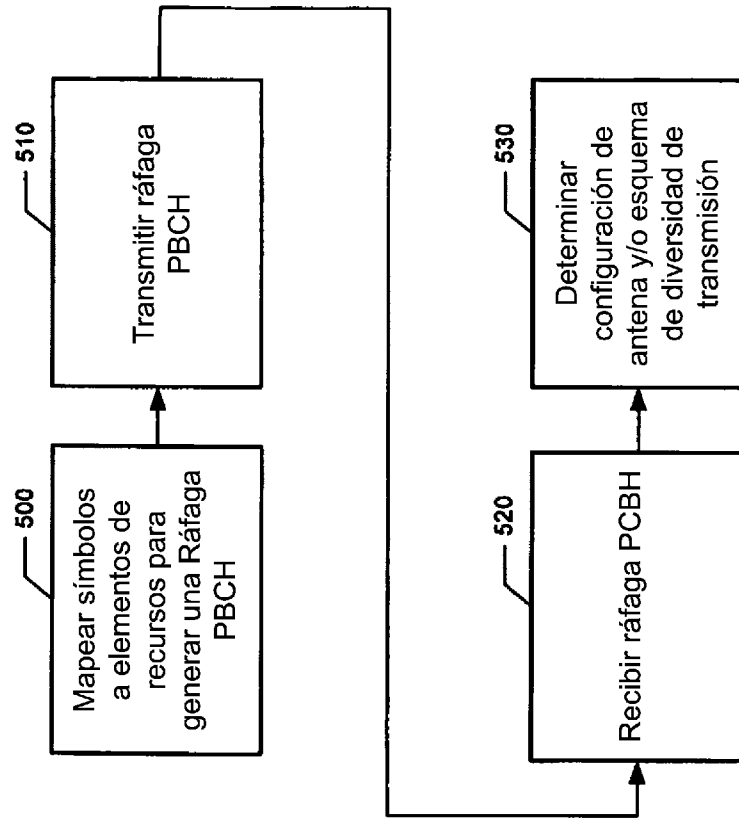 500
Mapear símbolos
a elementos de
recursos para
generar una Ráfaga
PBCH
510
Transmitir ráfaga
PBCH
520
Recibir ráfaga PCBH
530
Determinar
configuración de
antena y/o esquema
de diversidad de
transmisión